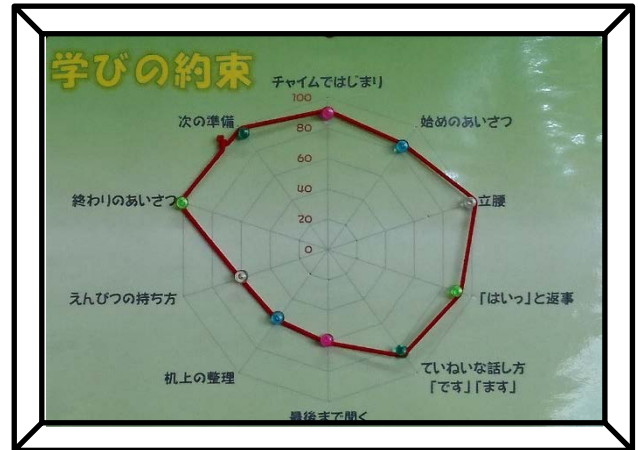 学びの約束
チャイムではじまり
始めのあいさつ
立腰
「はいっ」と返事
ていねいな話し方
「です」「ます」
最後まで聞く
机上の整理
えんぴつの持ち方
終わりのあいさつ
次の準備
100
80
60
40
20
0